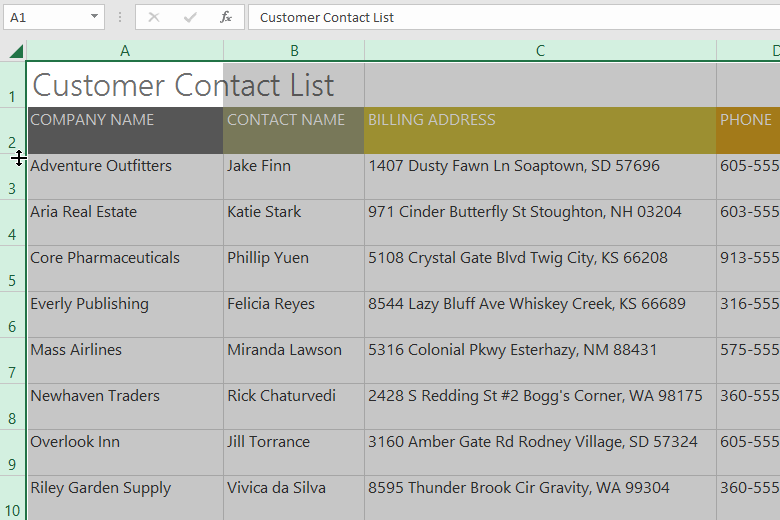 A1 fx Customer Contact List
A B C D
1 Customer Contact List
2 COMPANY NAME CONTACT NAME BILLING ADDRESS PHONE
3 Adventure Outfitters Jake Finn 1407 Dusty Fawn Ln Soaptown, SD 57696 605-555
4 Aria Real Estate Katie Stark 971 Cinder Butterfly St Stoughton, NH 03204 603-555
5 Core Pharmaceuticals Phillip Yuen 5108 Crystal Gate Blvd Twig City, KS 66208 913-555
6 Everly Publishing Felicia Reyes 8544 Lazy Bluff Ave Whiskey Creek, KS 66689 316-555
7 Mass Airlines Miranda Lawson 5316 Colonial Pkwy Esterhazy, NM 88431 575-555
8 Newhaven Traders Rick Chaturvedi 2428 S Redding St #2 Bogg's Corner, WA 98175 360-555
9 Overlook Inn Jill Torrance 3160 Amber Gate Rd Rodney Village, SD 57324 605-555
10 Riley Garden Supply Vivica da Silva 8595 Thunder Brook Cir Gravity, WA 99304 360-555